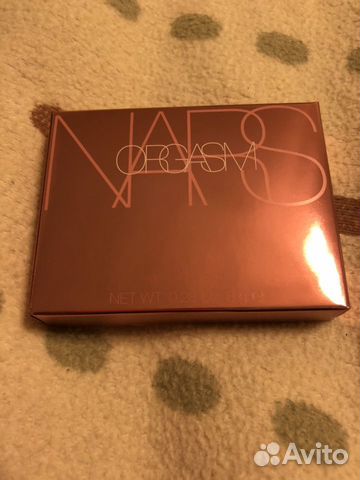 NARS
ORGASM
NET WT.
Avito